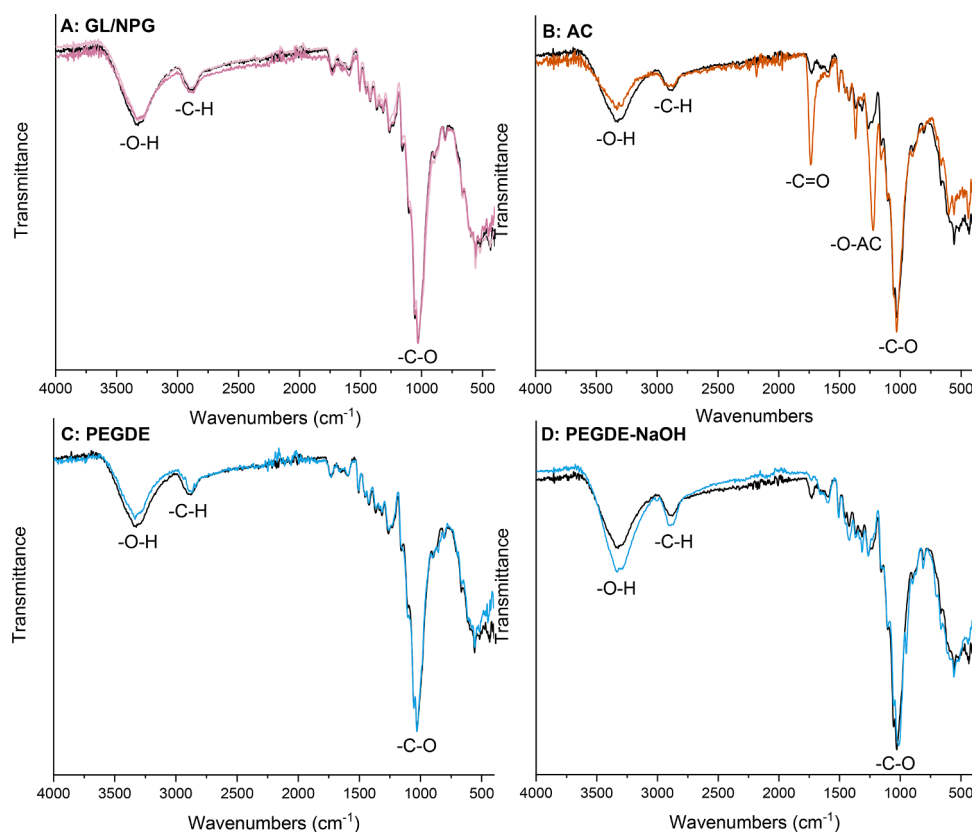 A: GL/NPG
-C-H
-O-H
-C-O
Transmittance
4000 3500 3000 2500 2000 1500 1000 500
Wavenumbers (cm⁻¹)
B: AC
-C-H
-O-H
-C=O
-O-AC
-C-O
Transmittance
4000 3500 3000 2500 2000 1500 1000 500
Wavenumbers
C: PEGDE
-C-H
-O-H
-C-O
Transmittance
4000 3500 3000 2500 2000 1500 1000 500
Wavenumbers (cm⁻¹)
D: PEGDE-NaOH
-C-H
-O-H
-C-O
Transmittance
4000 3500 3000 2500 2000 1500 1000 500
Wavenumbers (cm⁻¹)